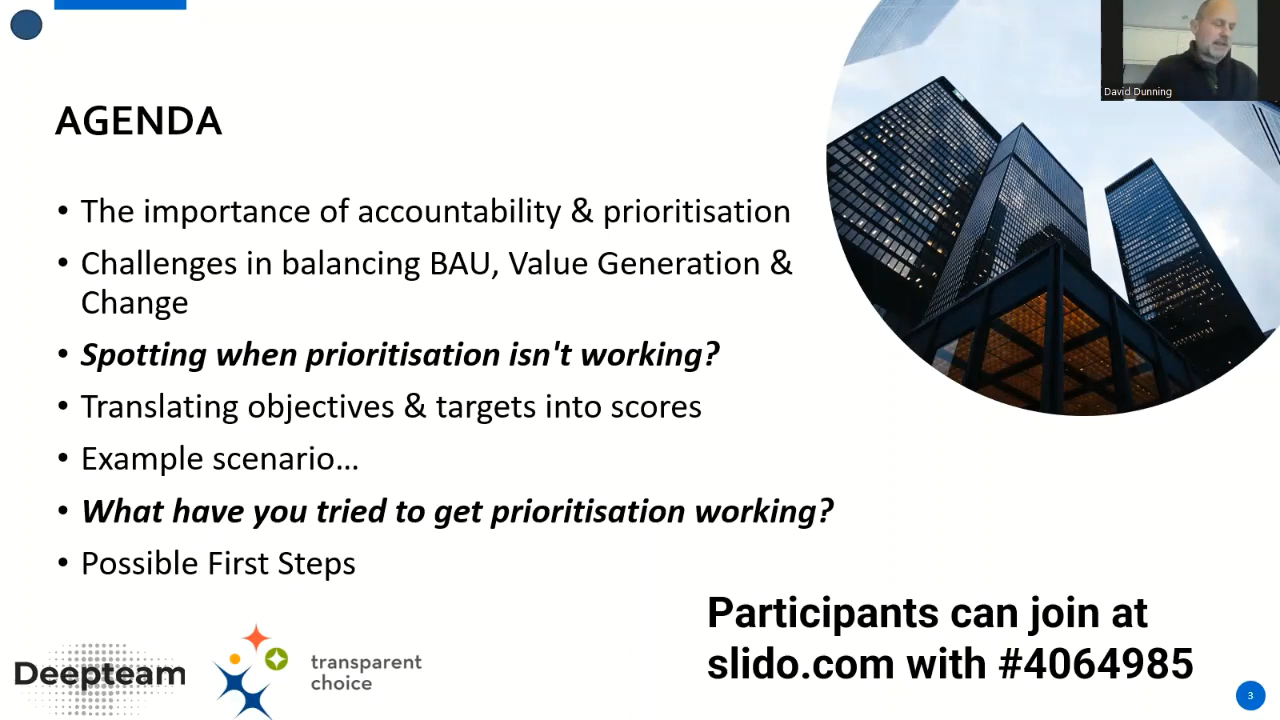 David Dunning
AGENDA
• The importance of accountability & prioritisation
• Challenges in balancing BAU, Value Generation &
Change
• Spotting when prioritisation isn't working?
• Translating objectives & targets into scores
• Example scenario...
• What have you tried to get prioritisation working?
• Possible First Steps
Participants can join at
slido.com with #4064985
Deepteam
transparent
choice
3